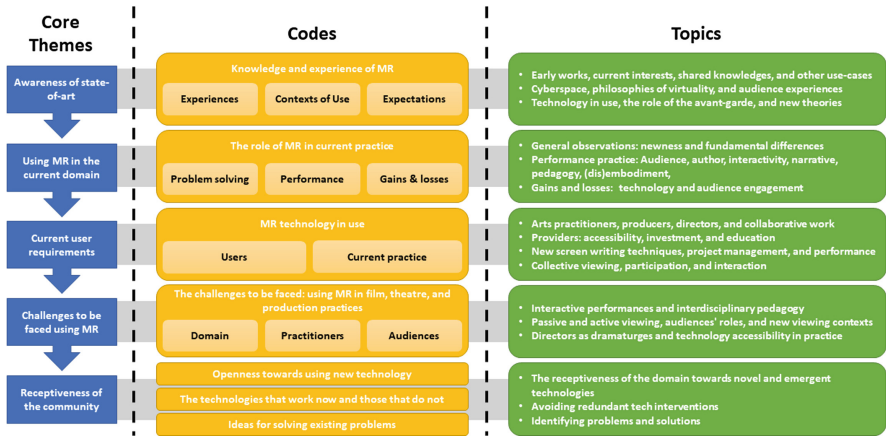 Core
Themes
Codes
Topics
Awareness of state-
of-art
Knowledge and experience of MR
Experiences
Contexts of Use
Expectations
• Early works, current interests, shared knowledges, and other use-cases
• Cyberspace, philosophies of virtuality, and audience experiences
• Technology in use, the role of the avant-garde, and new theories
Using MR in the
current domain
The role of MR in current practice
Problem solving
Performance
Gains & losses
• General observations: newness and fundamental differences
• Performance practice: Audience, author, interactivity, narrative,
pedagogy, (dis)embodiment,
• Gains and losses: technology and audience engagement
Current user
requirements
MR technology in use
Users
Current practice
• Arts practitioners, producers, directors, and collaborative work
• Providers: accessibility, investment, and education
• New screen writing techniques, project management, and performance
• Collective viewing, participation, and interaction
Challenges to be
faced using MR
The challenges to be faced: using MR in film, theatre, and
production practices
Domain
Practitioners
Audiences
• Interactive performances and interdisciplinary pedagogy
• Passive and active viewing, audiences' roles, and new viewing contexts
• Directors as dramaturges and technology accessibility in practice
Receptiveness of
the community
Openness towards using new technology
The technologies that work now and those that do not
Ideas for solving existing problems
• The receptiveness of the domain towards novel and emergent
technologies
• Avoiding redundant tech interventions
• Identifying problems and solutions